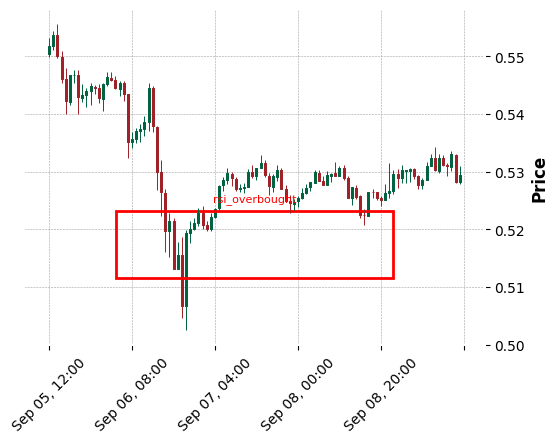 0.55
0.54
0.53
rsi_overbought
0.52
0.51
0.50
Price
Sep 05, 12:00
Sep 06, 08:00
Sep 07, 04:00
Sep 08, 00:00
Sep 08, 20:00